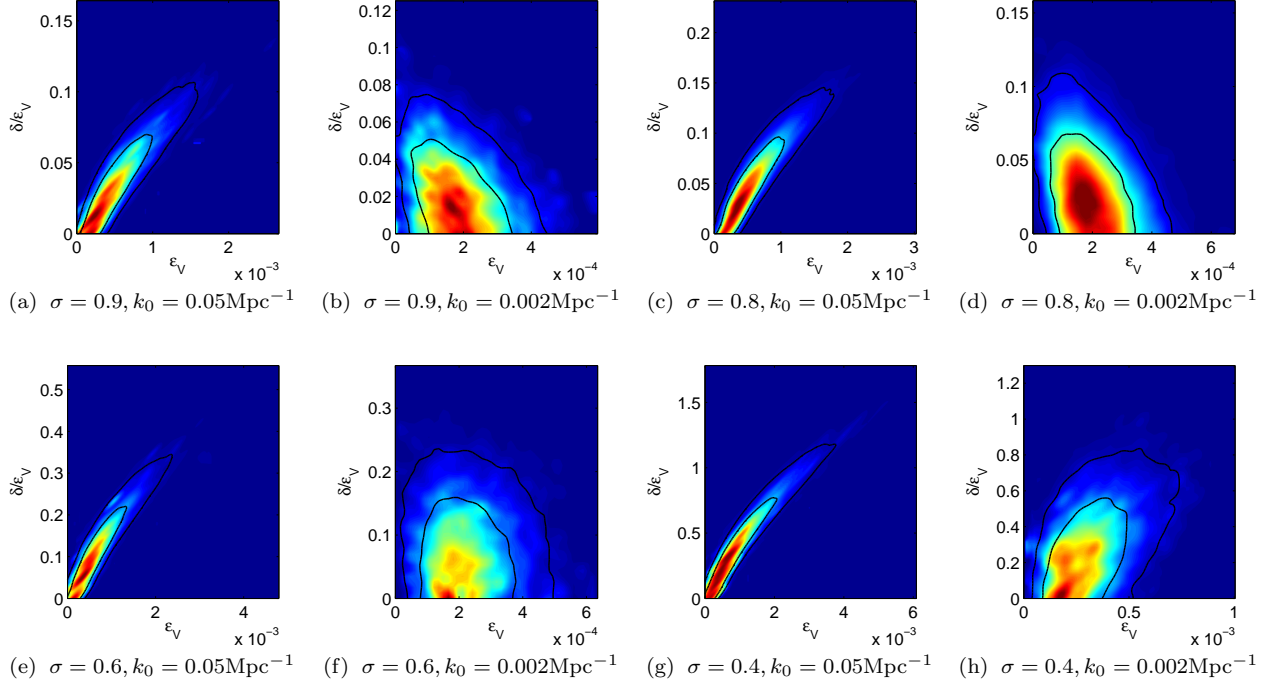 0.15
0.1
0.05
0
δ/ε_V
0 1 2
ε_V
x 10⁻³
0.12
0.1
0.08
0.06
0.04
0.02
0
δ/ε_V
0 2 4
ε_V
x 10⁻⁴
0.2
0.15
0.1
0.05
0
δ/ε_V
0 1 2 3
ε_V
x 10⁻³
0.15
0.1
0.05
0
δ/ε_V
0 2 4 6
ε_V
x 10⁻⁴
(a) σ = 0.9, k₀ = 0.05Mpc⁻¹
(b) σ = 0.9, k₀ = 0.002Mpc⁻¹
(c) σ = 0.8, k₀ = 0.05Mpc⁻¹
(d) σ = 0.8, k₀ = 0.002Mpc⁻¹
0.5
0.4
0.3
0.2
0.1
0
δ/ε_V
0 2 4
ε_V
x 10⁻³
0.3
0.2
0.1
0
δ/ε_V
0 2 4 6
ε_V
x 10⁻⁴
1.5
1
0.5
0
δ/ε_V
0 2 4 6
ε_V
x 10⁻³
1.2
1
0.8
0.6
0.4
0.2
0
δ/ε_V
0 0.5 1
ε_V
x 10⁻³
(e) σ = 0.6, k₀ = 0.05Mpc⁻¹
(f) σ = 0.6, k₀ = 0.002Mpc⁻¹
(g) σ = 0.4, k₀ = 0.05Mpc⁻¹
(h) σ = 0.4, k₀ = 0.002Mpc⁻¹